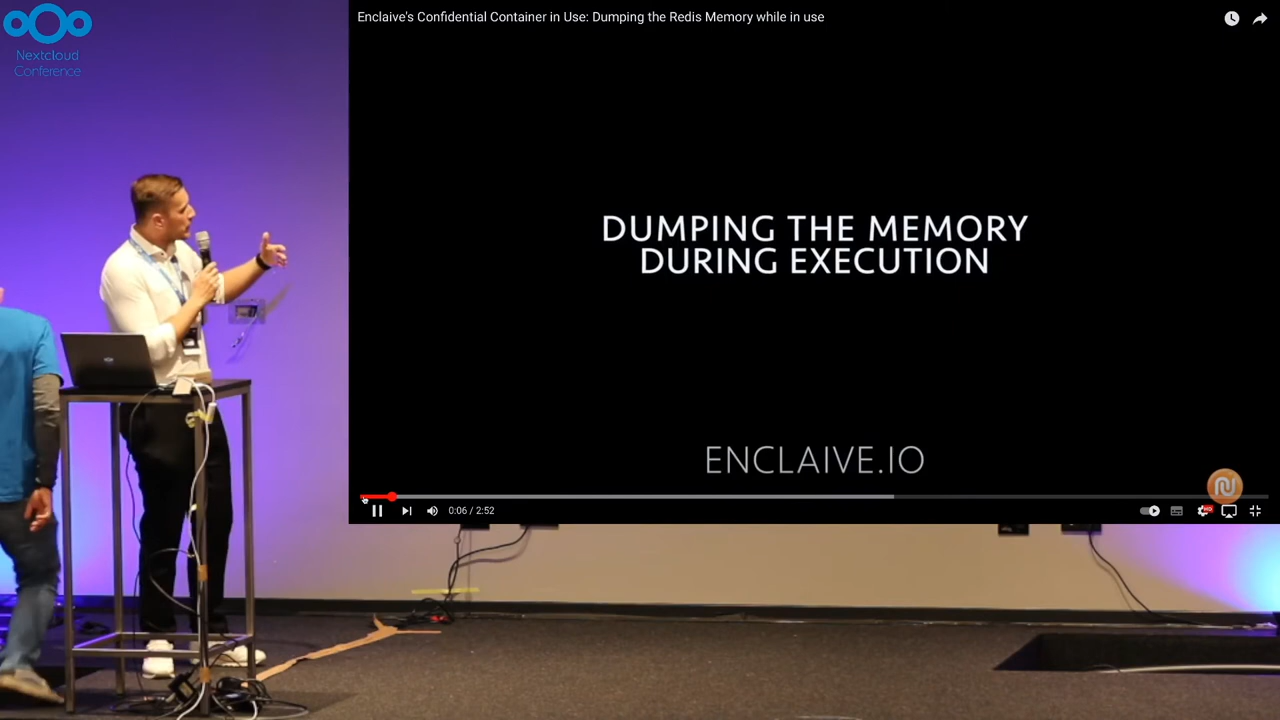 Nextcloud
Conference
Enclaive's Confidential Container in Use: Dumping the Redis Memory while in use
DUMPING THE MEMORY
DURING EXECUTION
ENCLAIVE.IO
0:06 / 2:52
HD